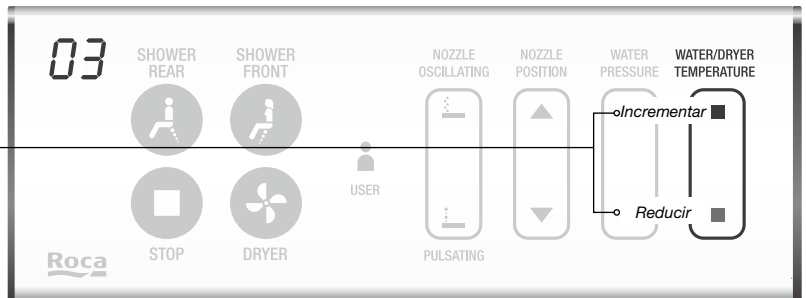 03
SHOWER REAR
SHOWER FRONT
STOP
DRYER
USER
NOZZLE OSCILLATING
PULSATING
NOZZLE POSITION
WATER PRESSURE
WATER/DRYER TEMPERATURE
Incrementar
Reducir
Roca